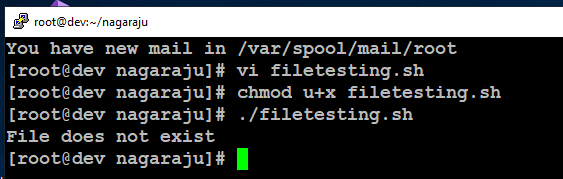 root@dev:~/nagaraju
You have new mail in /var/spool/mail/root
[root@dev nagaraju]# vi filetesting.sh
[root@dev nagaraju]# chmod u+x filetesting.sh
[root@dev nagaraju]# ./filetesting.sh
File does not exist
[root@dev nagaraju]#